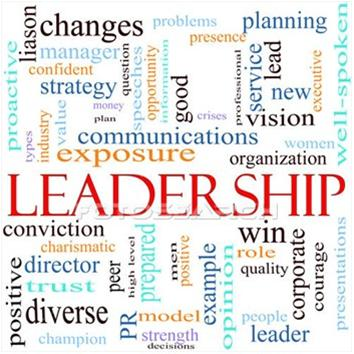 liason
changes
problems
planning
presence
manager
confident
strategy
question
speeches
opportunity
information
good
professional
service
lead
executive
well-spoken
proactive
types
industry
value
money
plan
crises
new
vision
communications
women
exposure
organization
LEADERSHIP
conviction
charismatic
director
trust
positive
diverse
champion
peer
high level
prepared
men
positive
win
role
quality
corporate
courage
presentations
PR
model
strength
decisions
example
opinion
people
leader